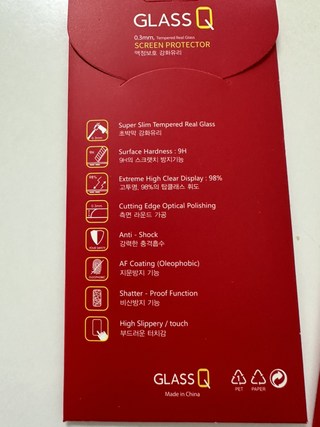 GLASS Q
0.3mm, Tempered Real Glass
SCREEN PROTECTOR
액정보호 강화유리
Super Slim Tempered Real Glass
초박막 강화유리
Surface Hardness : 9H
9H의 스크랫치 방지기능
Extreme High Clear Display : 98%
고투명, 98%의 탑클래스 휘도
Cutting Edge Optical Polishing
측면 라운드 가공
Anti - Shock
강력한 충격흡수
AF Coating (Oleophobic)
지문방지 기능
Shatter - Proof Function
비산방지 기능
High Slippery / touch
부드러운 터치감
GLASS Q
Made in China
PET
PAPER